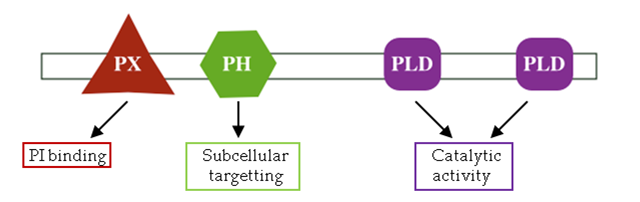 PX
PH
PLD
PLD
PI binding
Subcellular
targetting
Catalytic
activity